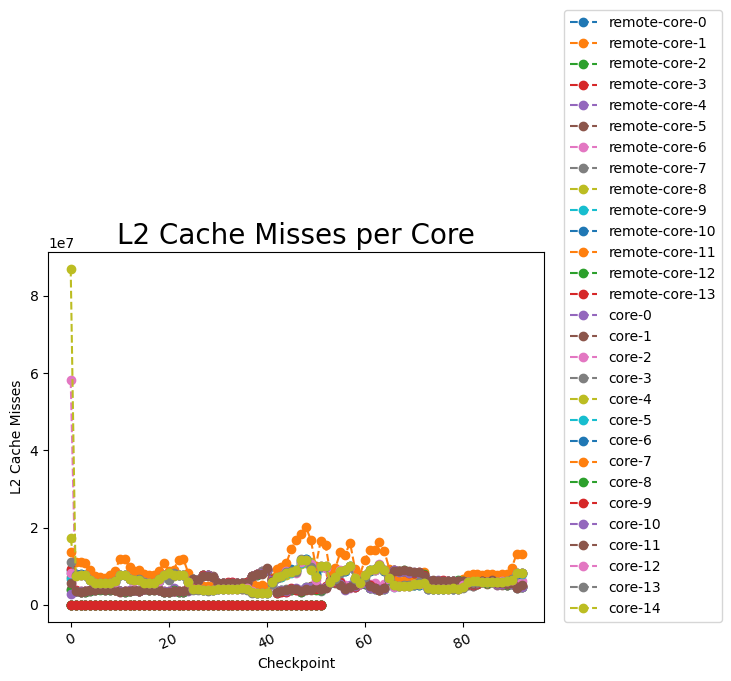 L2 Cache Misses per Core
1e7
8
6
4
2
0
L2 Cache Misses
0
20
40
60
80
Checkpoint
remote-core-0
remote-core-1
remote-core-2
remote-core-3
remote-core-4
remote-core-5
remote-core-6
remote-core-7
remote-core-8
remote-core-9
remote-core-10
remote-core-11
remote-core-12
remote-core-13
core-0
core-1
core-2
core-3
core-4
core-5
core-6
core-7
core-8
core-9
core-10
core-11
core-12
core-13
core-14